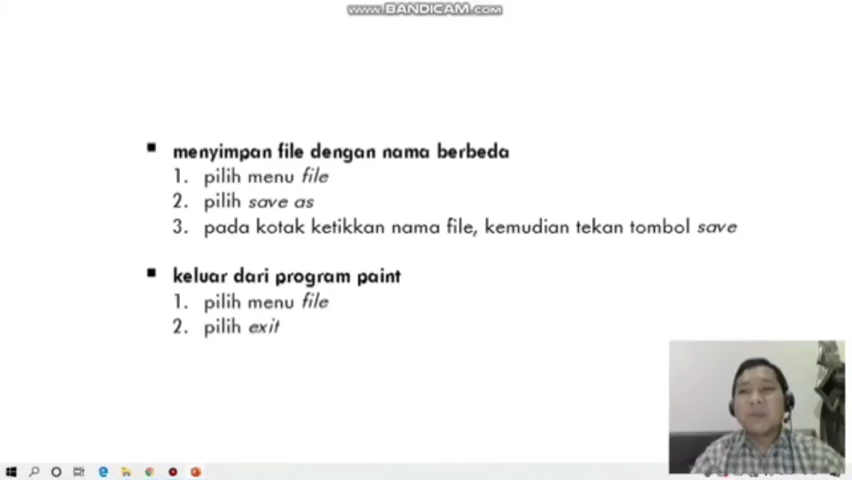 www.BANDICAM.com
▪ menyimpan file dengan nama berbeda
1. pilih menu file
2. pilih save as
3. pada kotak ketikkan nama file, kemudian tekan tombol save
▪ keluar dari program paint
1. pilih menu file
2. pilih exit